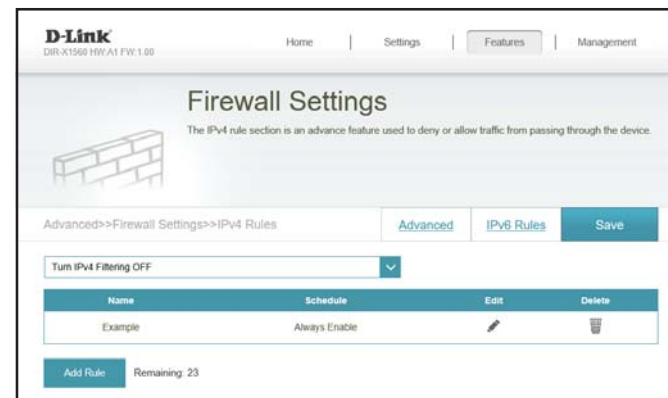 D-Link
DIR-X1560 HW:A1 FW:1.00
Home | Settings | Features | Management
Firewall Settings
The IPv4 rule section is an advance feature used to deny or allow traffic from passing through the device.
Advanced>>Firewall Settings>>IPv4 Rules Advanced IPv6 Rules Save
Turn IPv4 Filtering OFF
Name Schedule Edit Delete
Example Always Enable
Add Rule Remaining: 23